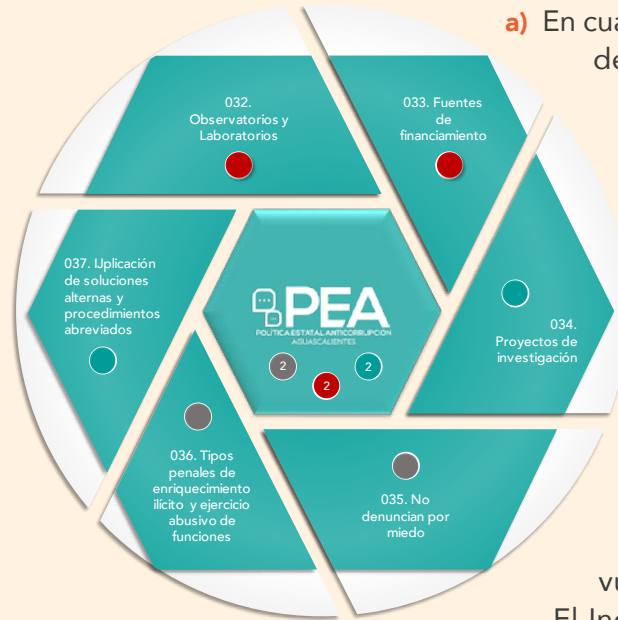 a) En cua
de
032.
Observatorios y
Laboratorios
033. Fuentes
de
financiamiento
034.
Proyectos de
investigación
035. No
denuncian por
miedo
036. Tipos
penales de
enriquecimiento
ilícito y ejercicio
abusivo de
funciones
037. IJplicación
de soluciones
alternas y
procedimientos
abreviados
PEA
POLÍTICA ESTATAL ANTICORRUPCIÓN
AGUASCALIENTES
2
2
2
vu
El Ind